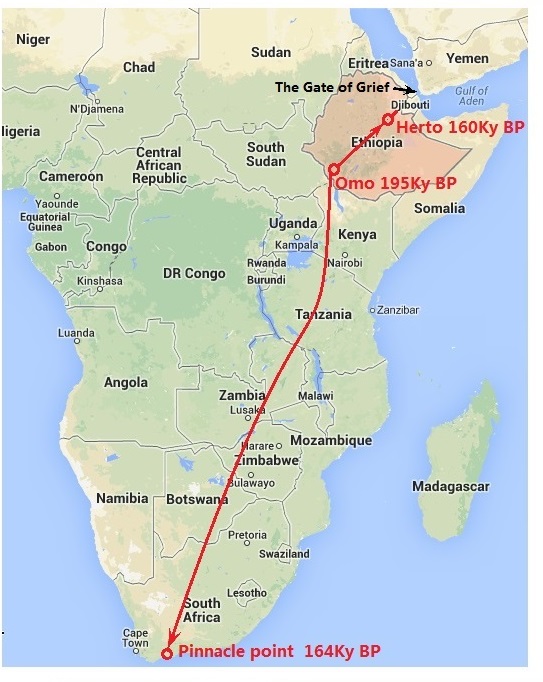 Niger
Sudan
Eritrea
Sana'a
Yemen
Chad
The Gate of Grief
Gulf of
Aden
N'Djamena
Djibouti
ligeria
Herto 160Ky BP
Central
African
Republic
South
Sudan
Ethiopia
Cameroon
Omo 195Ky BP
Yaounde
Equatorial
Guinea
Somalia
Uganda
Gabon
Congo
Kampala
Kenya
Rwanda
Nairobi
DR Congo
Burundi
Kinshasa
Tanzania
Zanzibar
Luanda
Angola
Zambia
Malawi
Lusaka
Harare
Mozambique
Zimbabwe
Bulawayo
Madagascar
Namibia
Botswana
Pretoria
Swaziland
Lesotho
South
Africa
Cape
Town
Pinnacle point 164Ky BP